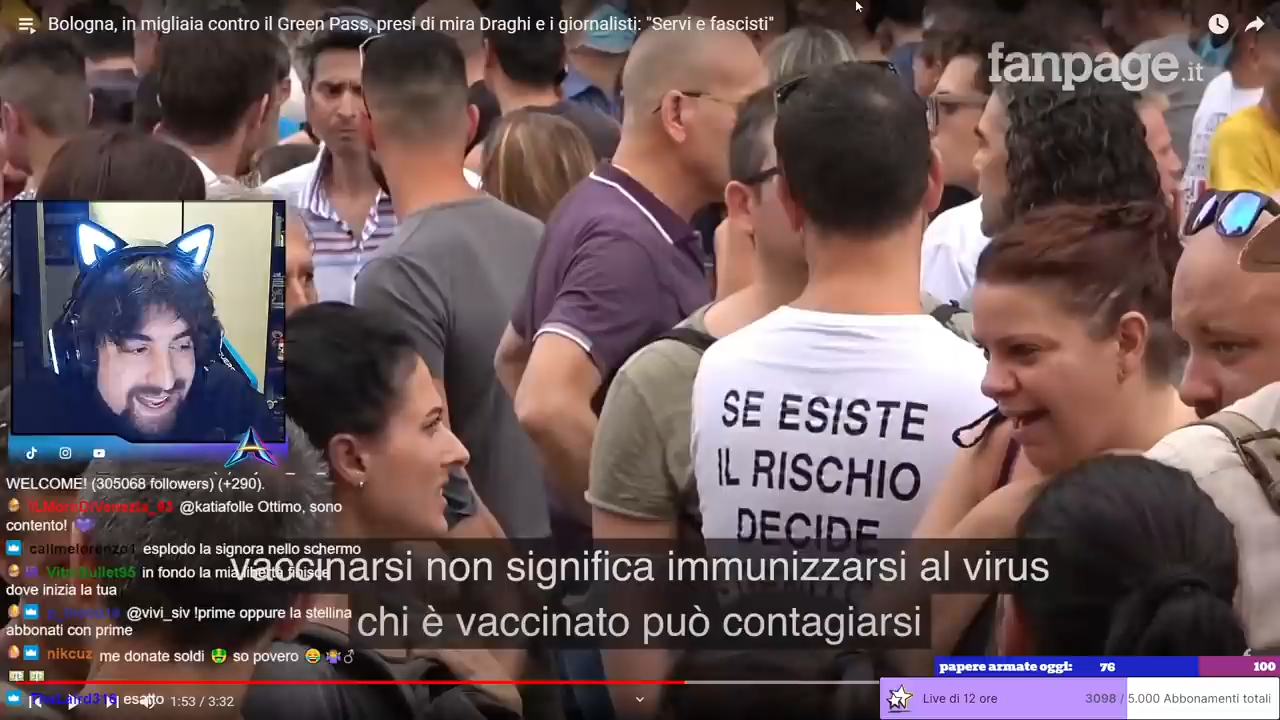 Bologna, in migliaia contro il Green Pass, presi di mira Draghi e i giornalisti: "Servi e fascisti"
fanpage.it
SE ESISTE
IL RISCHIO
DECIDE
vaccinarsi non significa immunizzarsi al virus
chi è vaccinato può contagiarsi
WELCOME! (305068 followers) (+290).
@katiafolle Ottimo, sono
contento!
esplodo la signora nello schermo
in fondo la mia libertà finisce
dove inizia la tua
@vivi_siv !prime oppure la stellina
abbonati con prime
nikcuz me donate soldi 🤑 so povero 😂 🤷‍♂️
esatto
1:53 / 3:32
papere armate oggi: 76 100
Live di 12 ore 3098 / 5.000 Abbonamenti totali